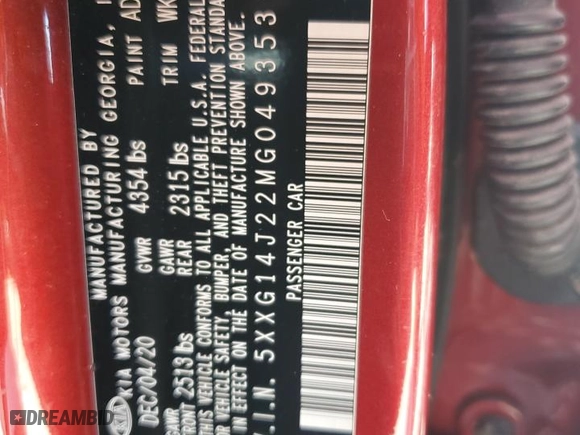 MANUFACTURED BY
KIA MOTORS MANUFACTURING GEORGIA,
DEC/04/20 GVWR 4354 lbs PAINT AD
GAWR FRONT 2513 lbs GAWR REAR 2315 lbs TRIM WK
THIS VEHICLE CONFORMS TO ALL APPLICABLE U.S.A. FEDERAL
VEHICLE SAFETY, BUMPER, AND THEFT PREVENTION STANDA
IN EFFECT ON THE DATE OF MANUFACTURE SHOWN ABOVE.
V.I.N. 5XXG14J22MG049353
PASSENGER CAR
DREAMBID